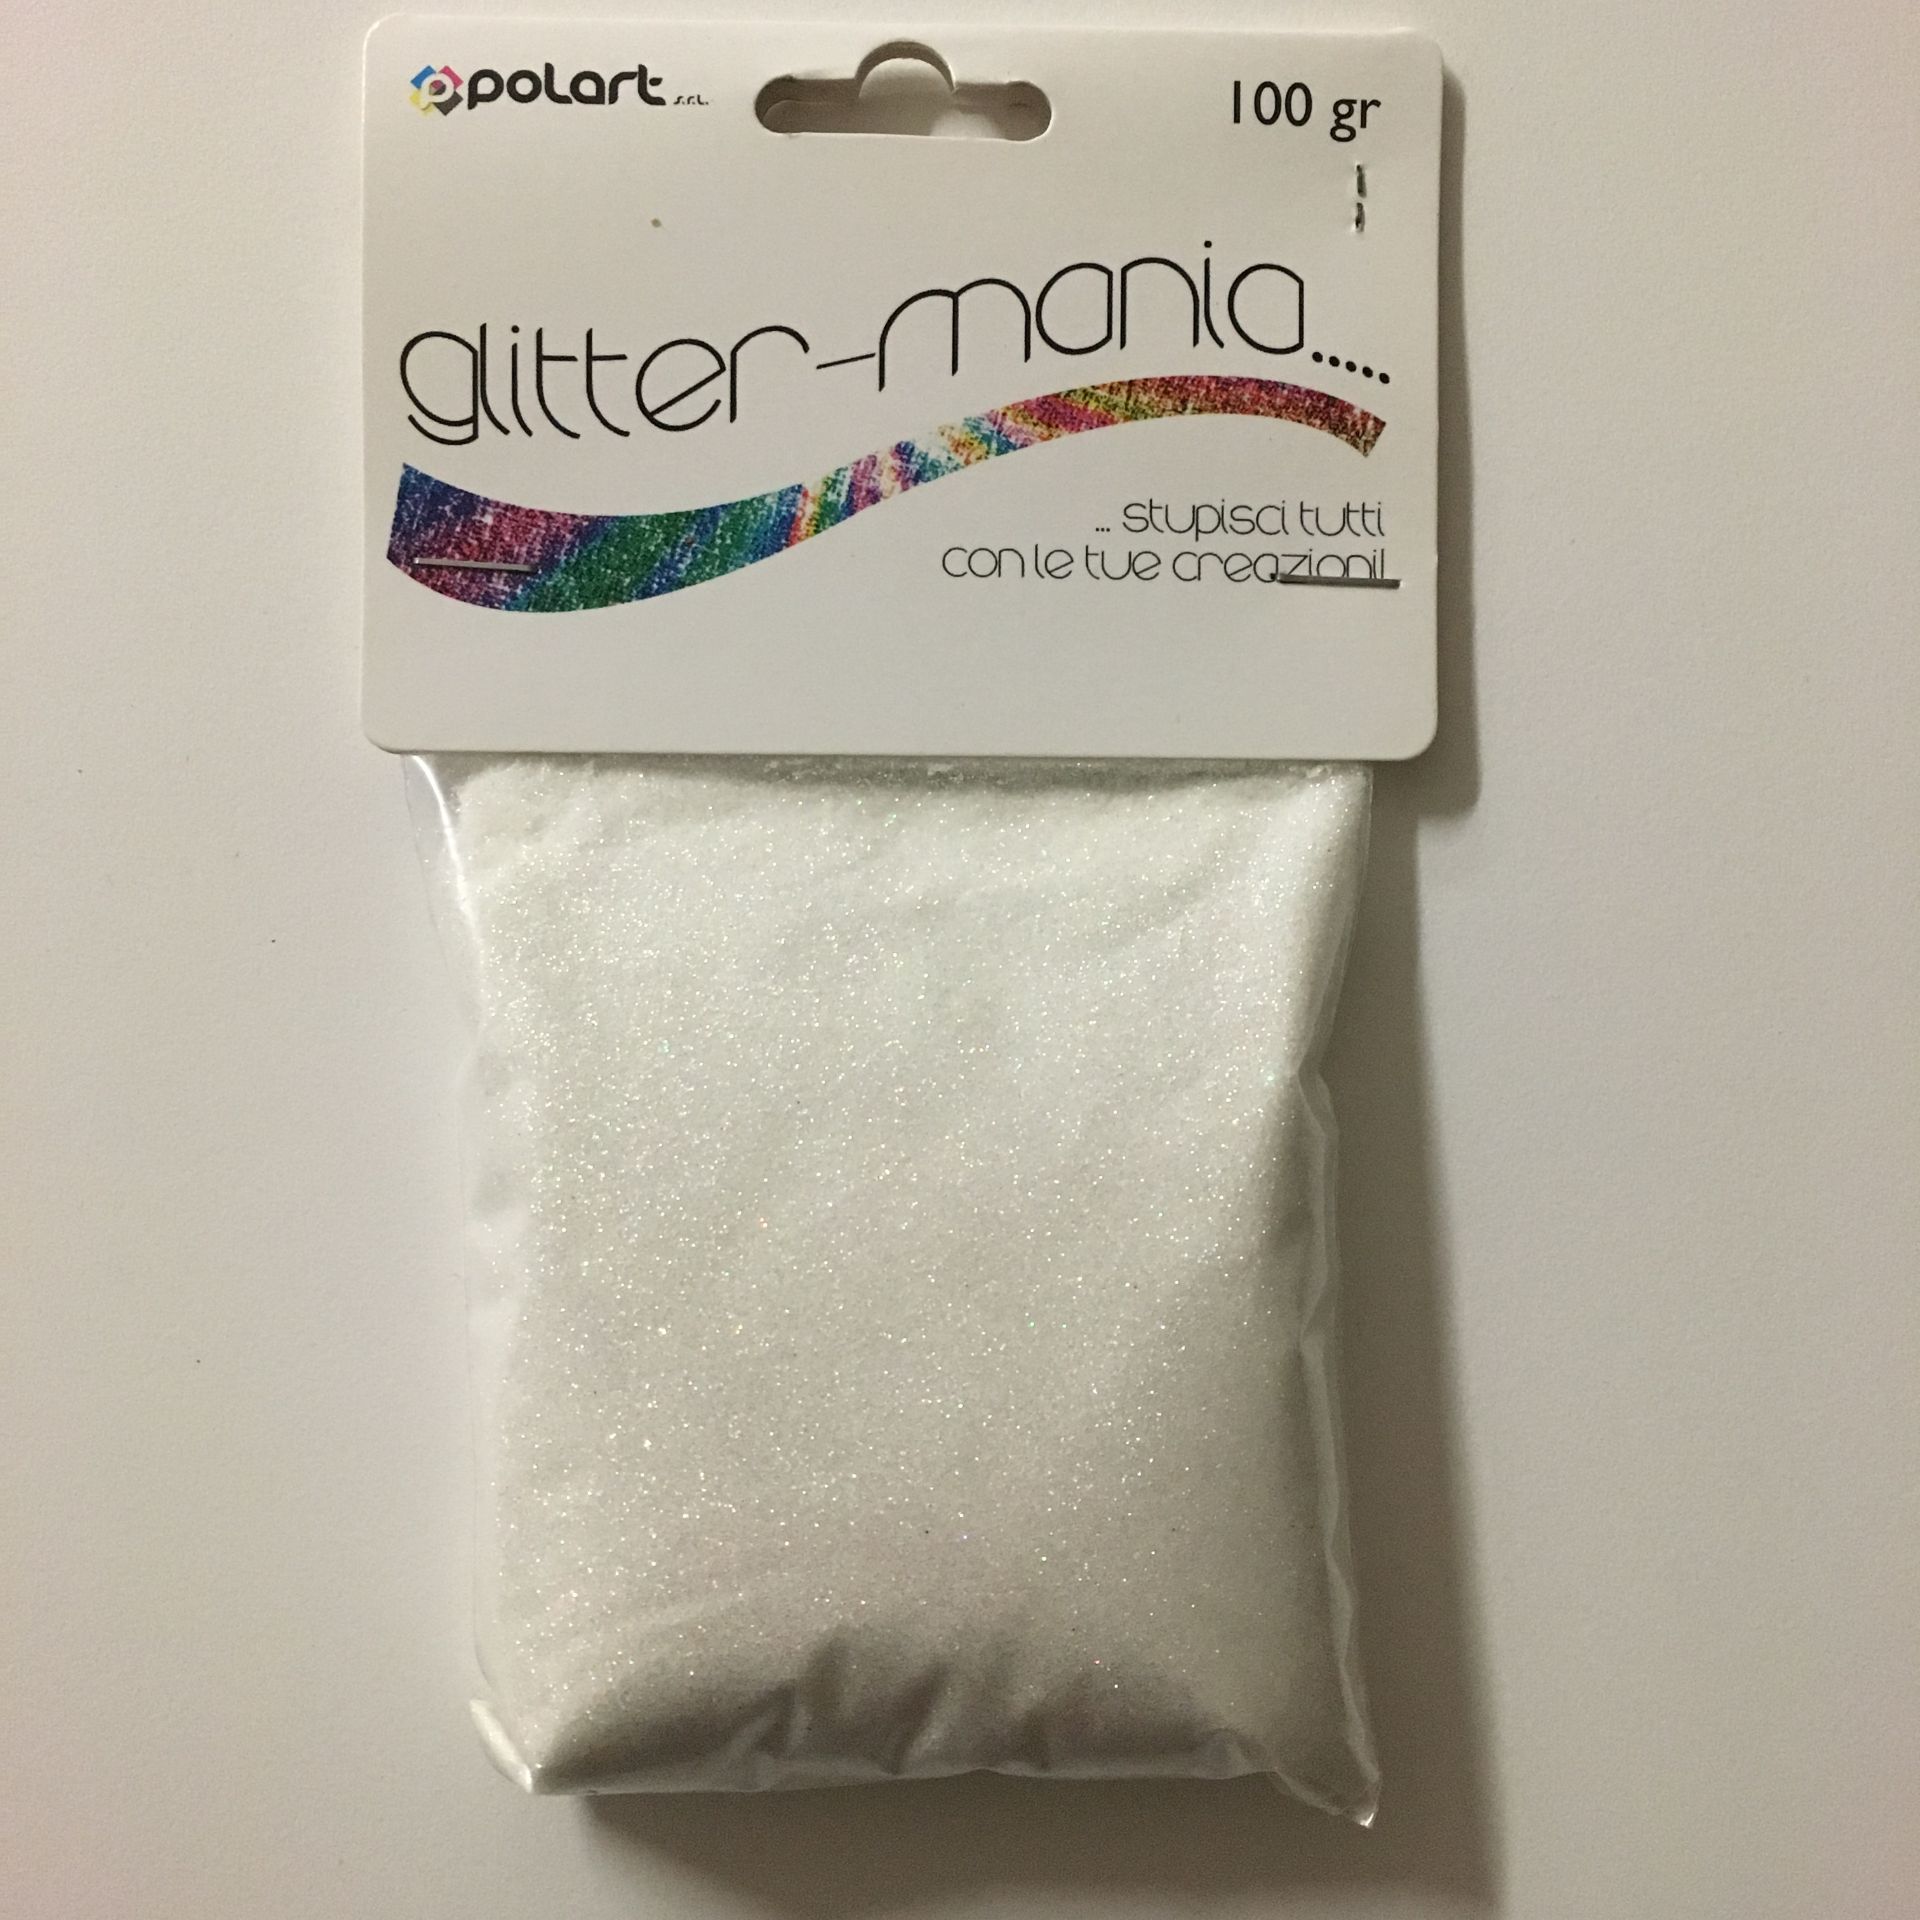 polart s.r.l.
100 gr
glitter-mania.....
... stupisci tutti
con le tue creazioni!